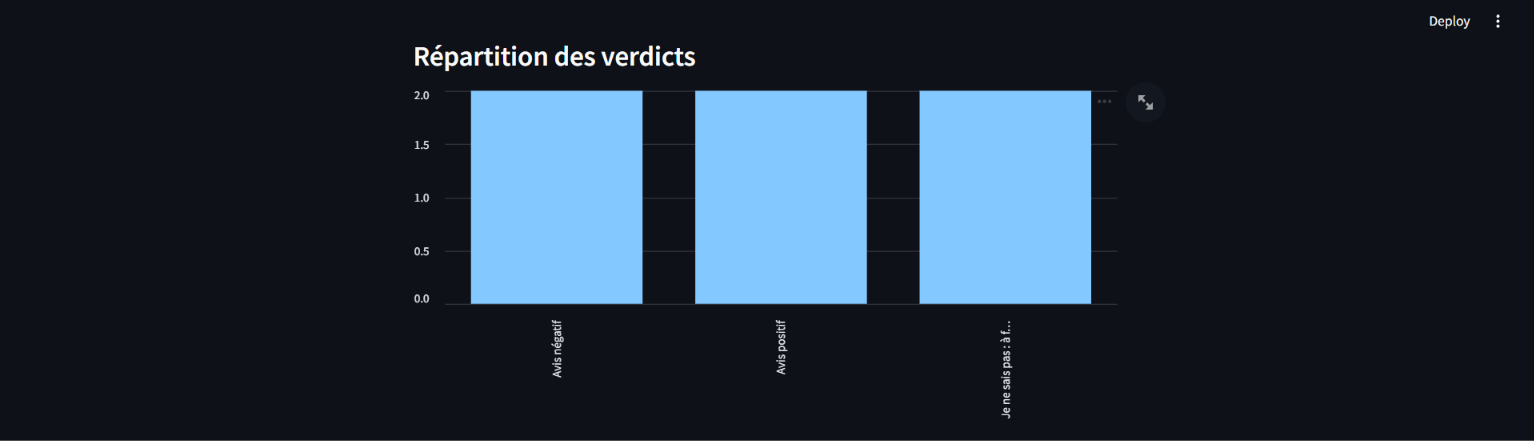 Deploy
Répartition des verdicts
2.0
1.5
1.0
0.5
0.0
Avis négatif
Avis positif
Je ne sais pas : à f...